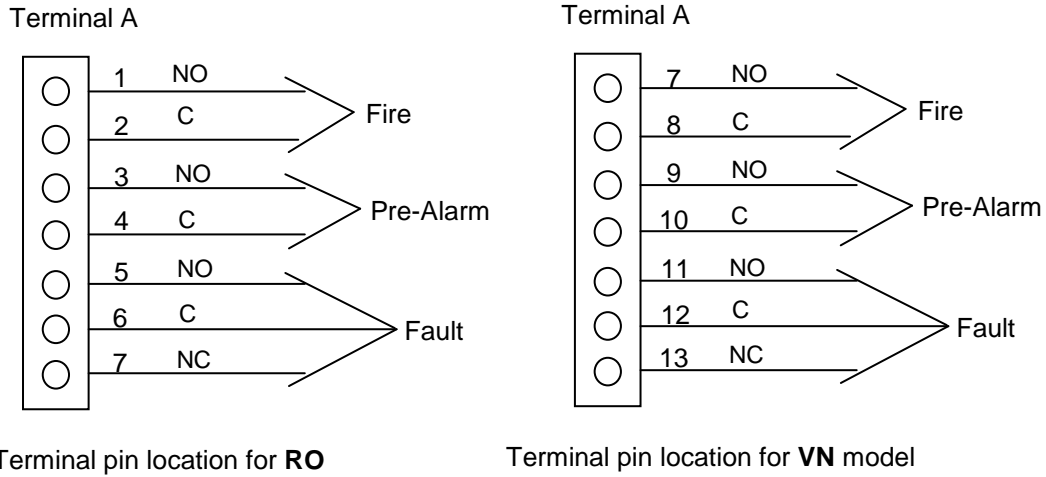 Terminal A
1 NO
2 C
Fire
3 NO
4 C
Pre-Alarm
5 NO
6 C
7 NC
Fault
Terminal pin location for RO
Terminal A
7 NO
8 C
Fire
9 NO
10 C
Pre-Alarm
11 NO
12 C
13 NC
Fault
Terminal pin location for VN model